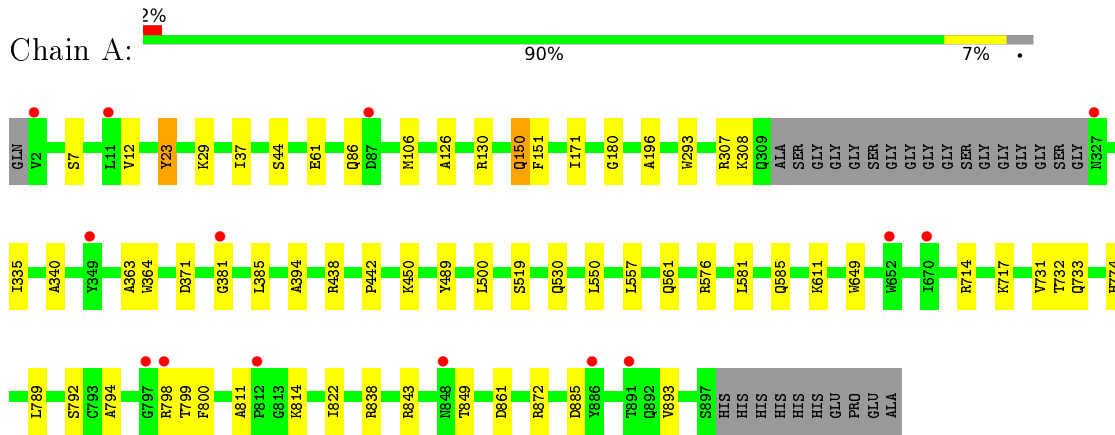 2%
Chain A:
90% 7% •
GLN V2 S7 L11 V12 Y23 K29 I37 S44 E61 Q86 D87 M106 A126 R130 Q150 F151 I171 G180 A196 W293 R307 K308 Q309 ALA SER GLY GLY GLY SER GLY GLY GLY GLY SER GLY GLY GLY GLY SER GLY N327
I335 A340 Y349 A363 W364 D371 G381 L385 A394 R438 P442 K450 Y489 L500 S519 Q530 L550 L557 Q561 R576 L581 Q585 K611 W649 W652 I670 R714 K717 V731 T732 Q733
L789 S792 C793 A794 G797 R798 T799 F800 A811 P812 G813 K814 I822 R838 R843 N848 T849 D861 R872 D885 Y886 T891 Q892 V893 S897 HIS HIS HIS HIS HIS HIS GLU PRO GLU ALA